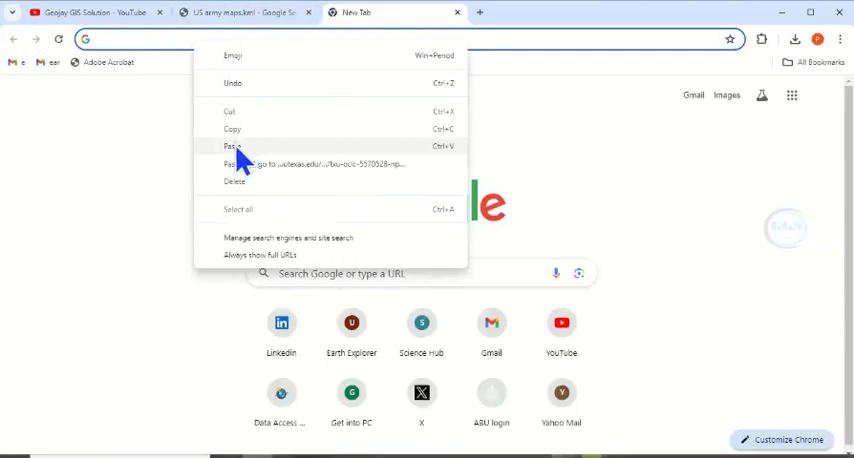 Geojay GIS Solution - YouTube
US army maps.kml - Google Se
New Tab
M e
M ear
Adobe Acrobat
All Bookmarks
P
Gmail
Images
Emoji Win+Period
Undo Ctrl+Z
Cut Ctrl+X
Copy Ctrl+C
Paste Ctrl+V
go to ...utexas.edu/.../txu-oclc-5570528-np...
Delete
Select all Ctrl+A
Manage search engines and site search
Always show full URLs
le
Search Google or type a URL
in
U
S
LinkedIn
Earth Explorer
Science Hub
Gmail
YouTube
G
X
Y
Data Access ...
Get into PC
X
ABU login
Yahoo Mail
Customize Chrome